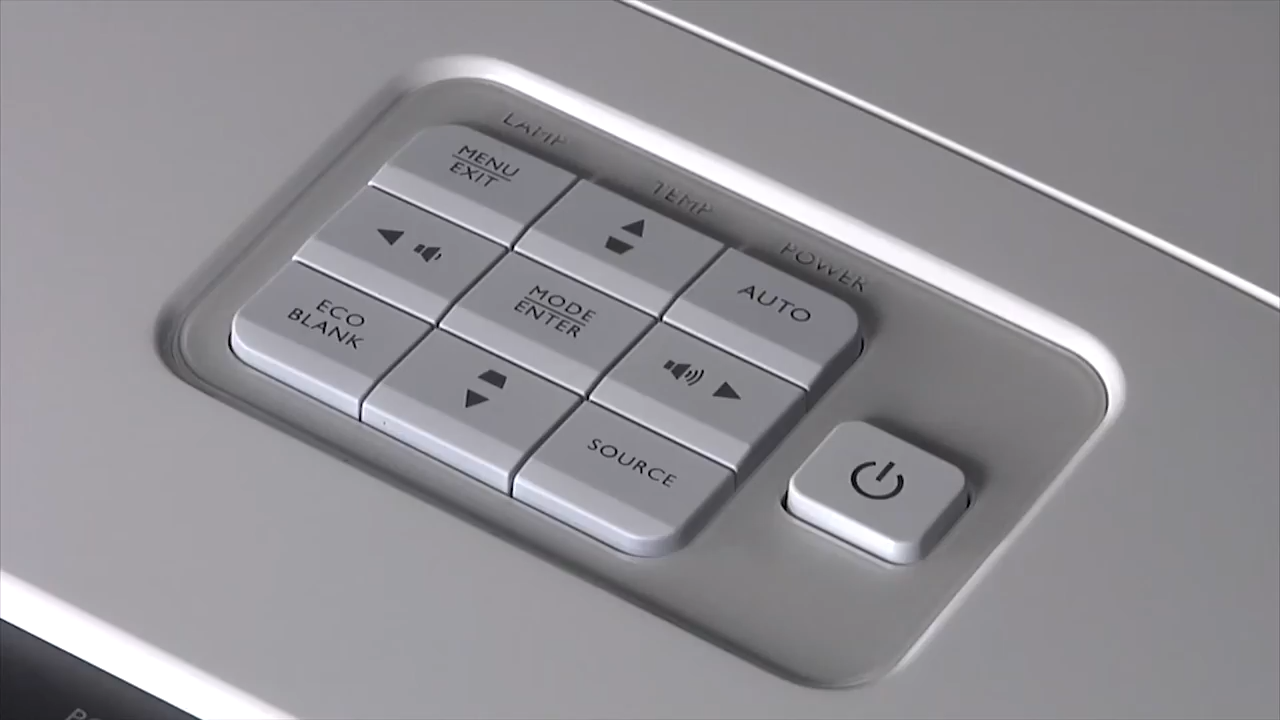 LAMP
TEMP
POWER
MENU
EXIT
AUTO
MODE
ENTER
ECO
BLANK
SOURCE